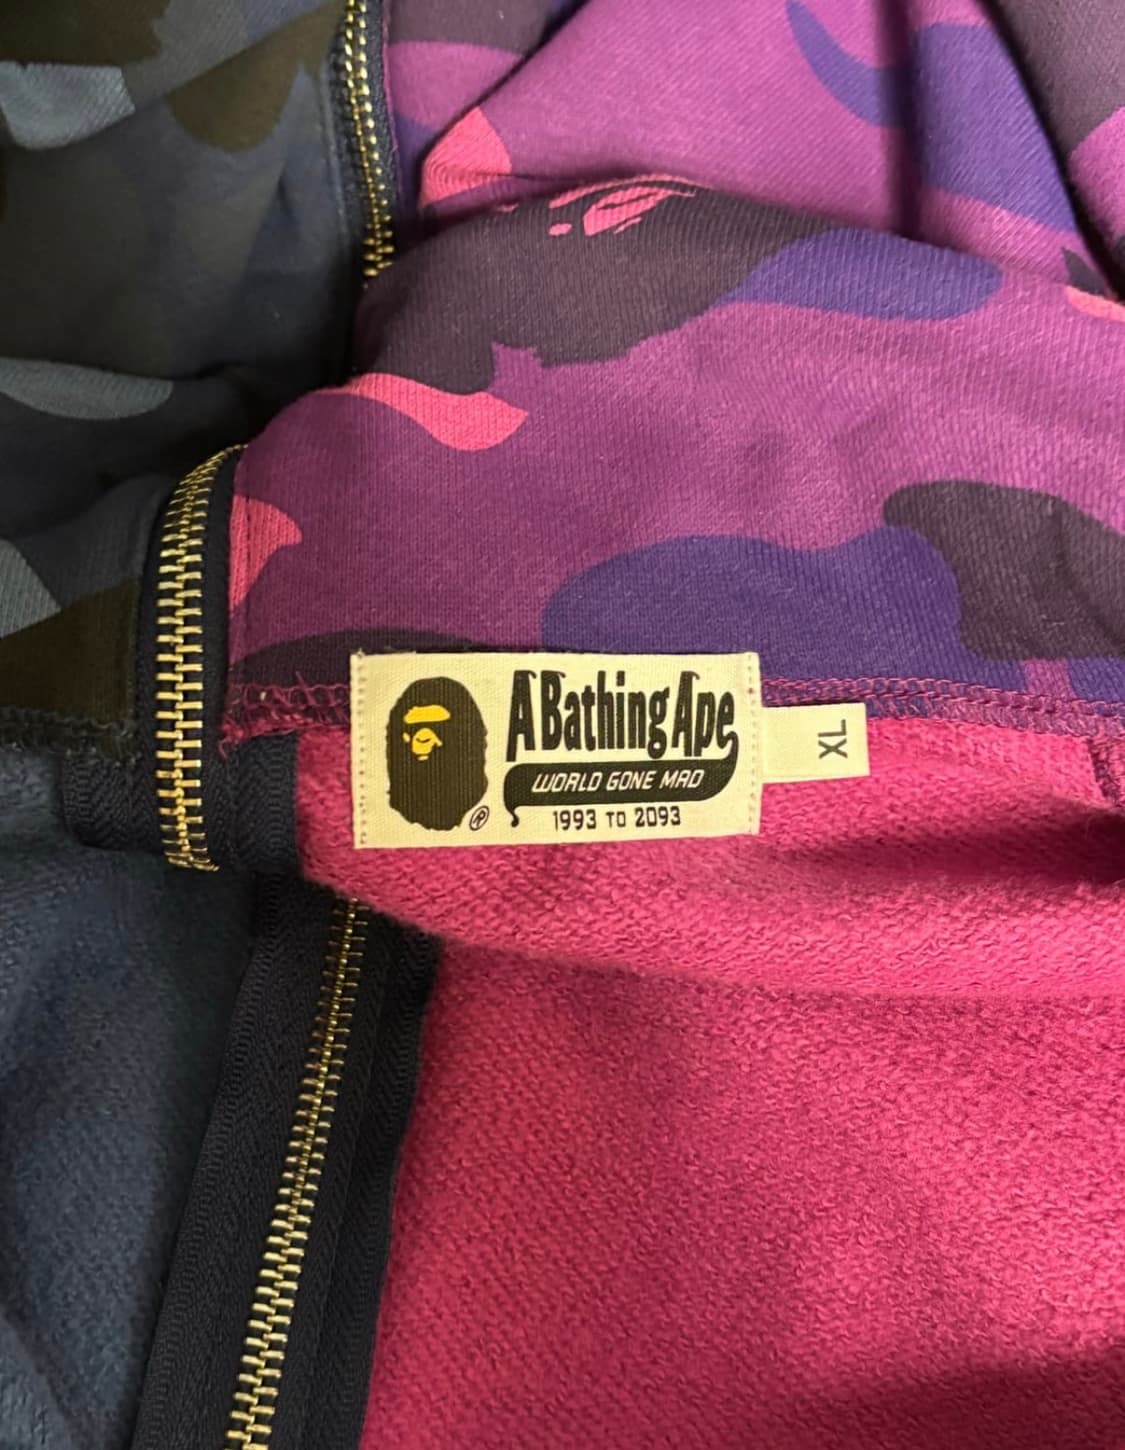 A Bathing Ape
WORLD GONE MAD
1993 TO 2093
®
XL